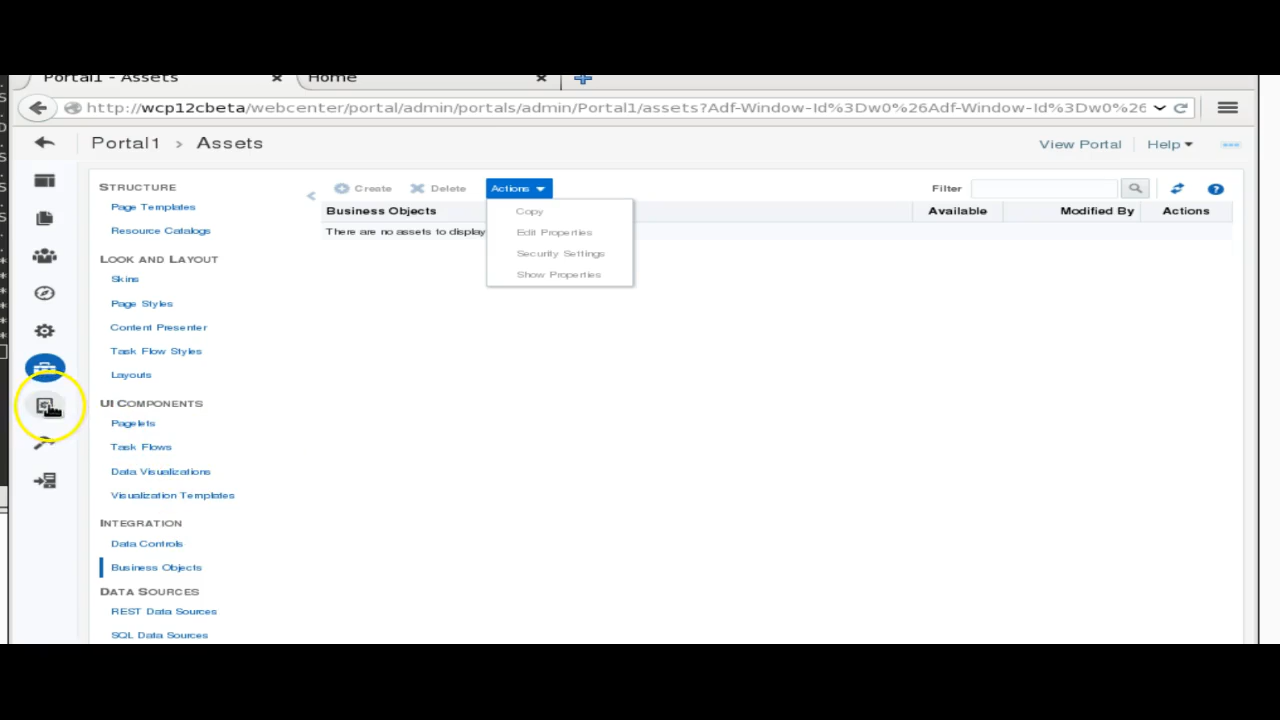 Portal1 - Assets
Home
http://wcp12cbeta/webcenter/portal/admin/portals/admin/Portal1/assets?Adf-Window-Id%3Dw0%26Adf-Window-Id%3Dw0%26
Portal1 > Assets
View Portal
Help
STRUCTURE
Page Templates
Resource Catalogs
LOOK AND LAYOUT
Skins
Page Styles
Content Presenter
Task Flow Styles
Layouts
UI COMPONENTS
Pagelets
Task Flows
Data Visualizations
Visualization Templates
INTEGRATION
Data Controls
Business Objects
DATA SOURCES
REST Data Sources
SQL Data Sources
Create
Delete
Actions
Filter
Business Objects
Available
Modified By
Actions
There are no assets to display
Copy
Edit Properties
Security Settings
Show Properties